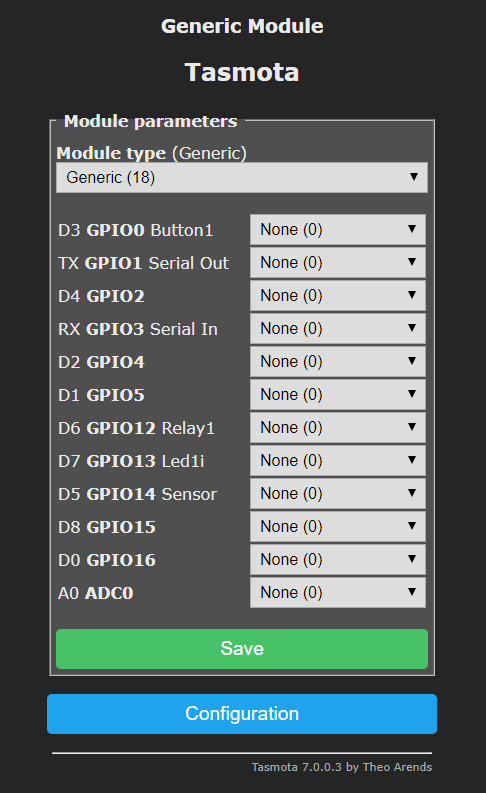 Generic Module
Tasmota
Module parameters
Module type (Generic)
Generic (18)
D3 GPIO0 Button1 None (0)
TX GPIO1 Serial Out None (0)
D4 GPIO2 None (0)
RX GPIO3 Serial In None (0)
D2 GPIO4 None (0)
D1 GPIO5 None (0)
D6 GPIO12 Relay1 None (0)
D7 GPIO13 Led1i None (0)
D5 GPIO14 Sensor None (0)
D8 GPIO15 None (0)
D0 GPIO16 None (0)
A0 ADC0 None (0)
Save
Configuration
Tasmota 7.0.0.3 by Theo Arends